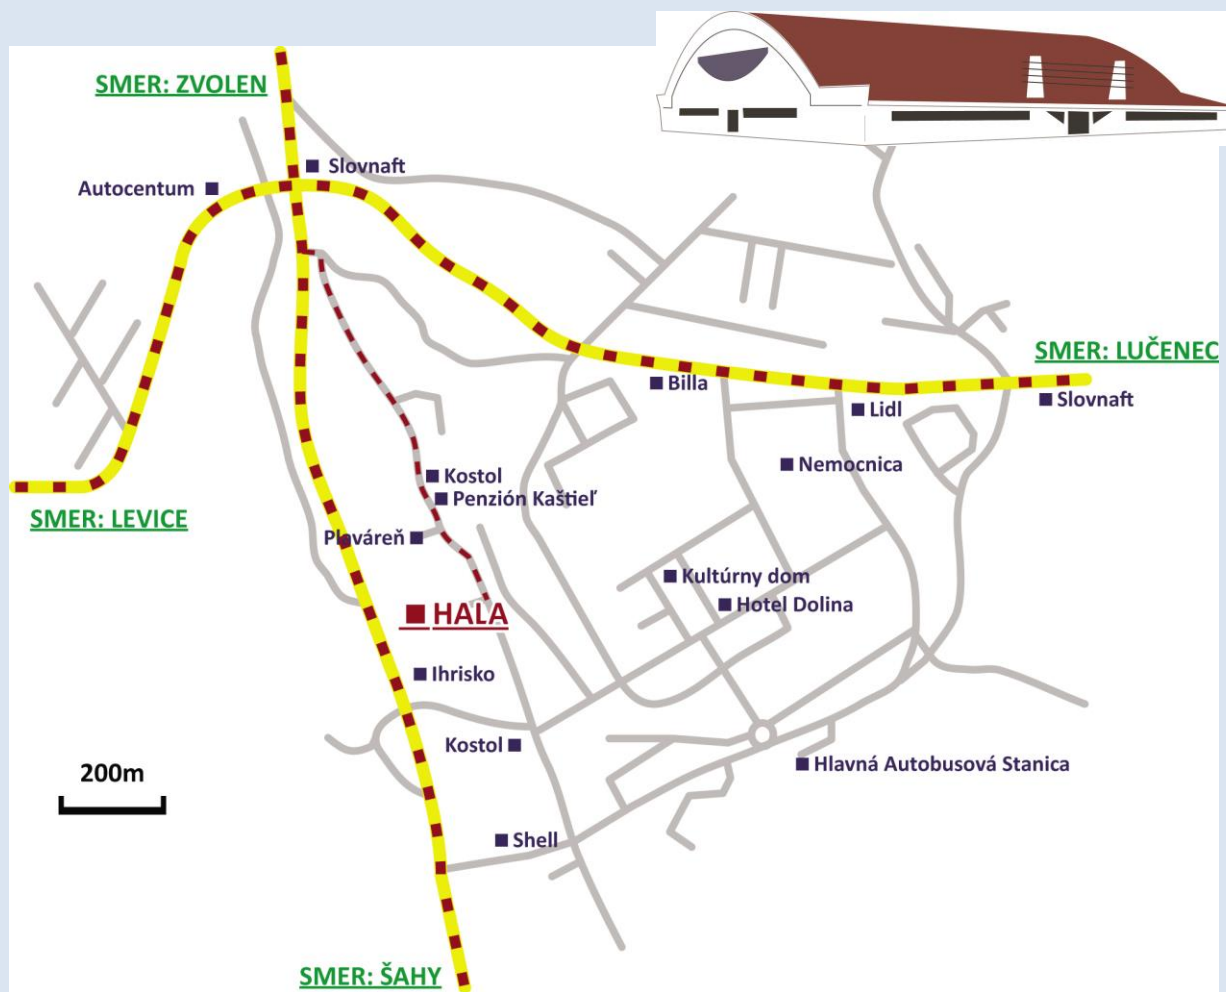 SMER: ZVOLEN
Slovnaft
Autocentum
SMER: LUČENEC
Billa
Slovnaft
Lidl
Nemocnica
Kostol
Penzión Kaštieľ
SMER: LEVICE
Plaváreň
Kultúrny dom
Hotel Dolina
HALA
Ihrisko
Kostol
Hlavná Autobusová Stanica
200m
Shell
SMER: ŠAHY